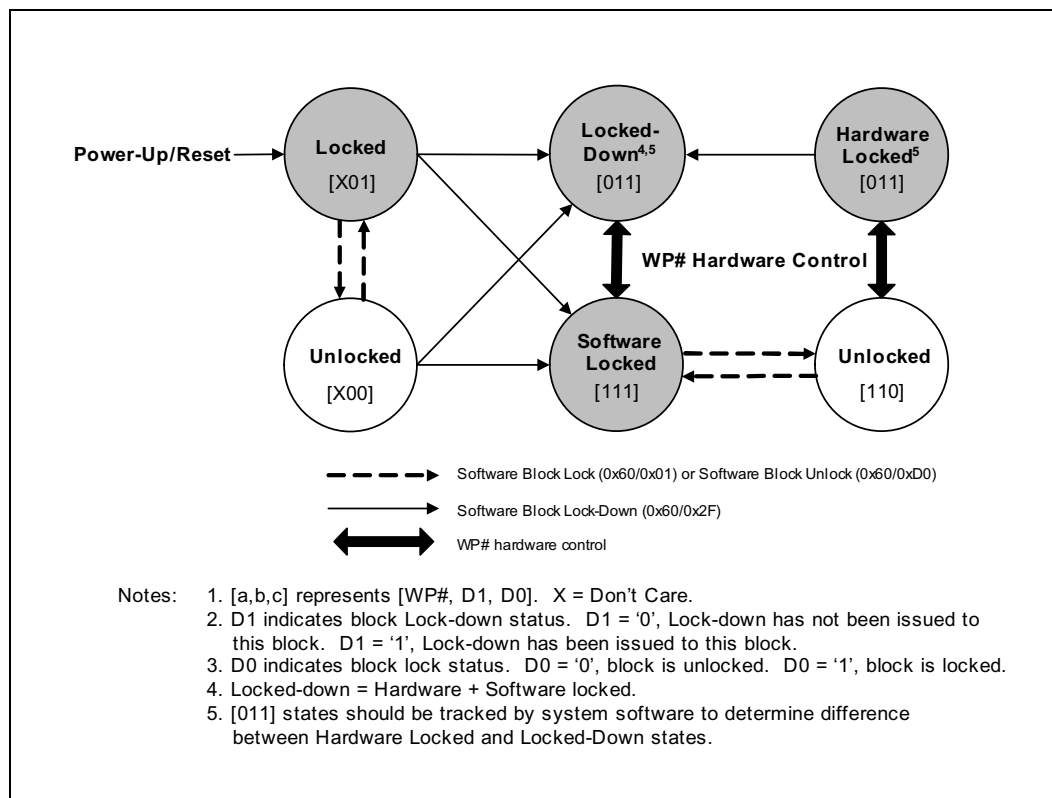 Power-Up/Reset
Locked
[X01]
Locked-
Down4,5
[011]
Hardware
Locked5
[011]
WP# Hardware Control
Unlocked
[X00]
Software
Locked
[111]
Unlocked
[110]
Software Block Lock (0x60/0x01) or Software Block Unlock (0x60/0xD0)
Software Block Lock-Down (0x60/0x2F)
WP# hardware control
Notes: 1. [a,b,c] represents [WP#, D1, D0]. X = Don't Care.
2. D1 indicates block Lock-down status. D1 = ‘0’, Lock-down has not been issued to
this block. D1 = ‘1’, Lock-down has been issued to this block.
3. D0 indicates block lock status. D0 = ‘0’, block is unlocked. D0 = ‘1’, block is locked.
4. Locked-down = Hardware + Software locked.
5. [011] states should be tracked by system software to determine difference
between Hardware Locked and Locked-Down states.